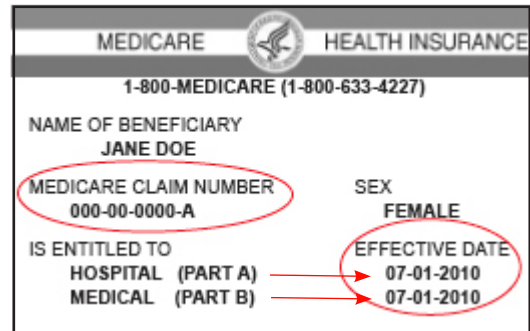 MEDICARE HEALTH INSURANCE
1-800-MEDICARE (1-800-633-4227)
NAME OF BENEFICIARY
JANE DOE
MEDICARE CLAIM NUMBER SEX
000-00-0000-A FEMALE
IS ENTITLED TO EFFECTIVE DATE
HOSPITAL (PART A) 07-01-2010
MEDICAL (PART B) 07-01-2010